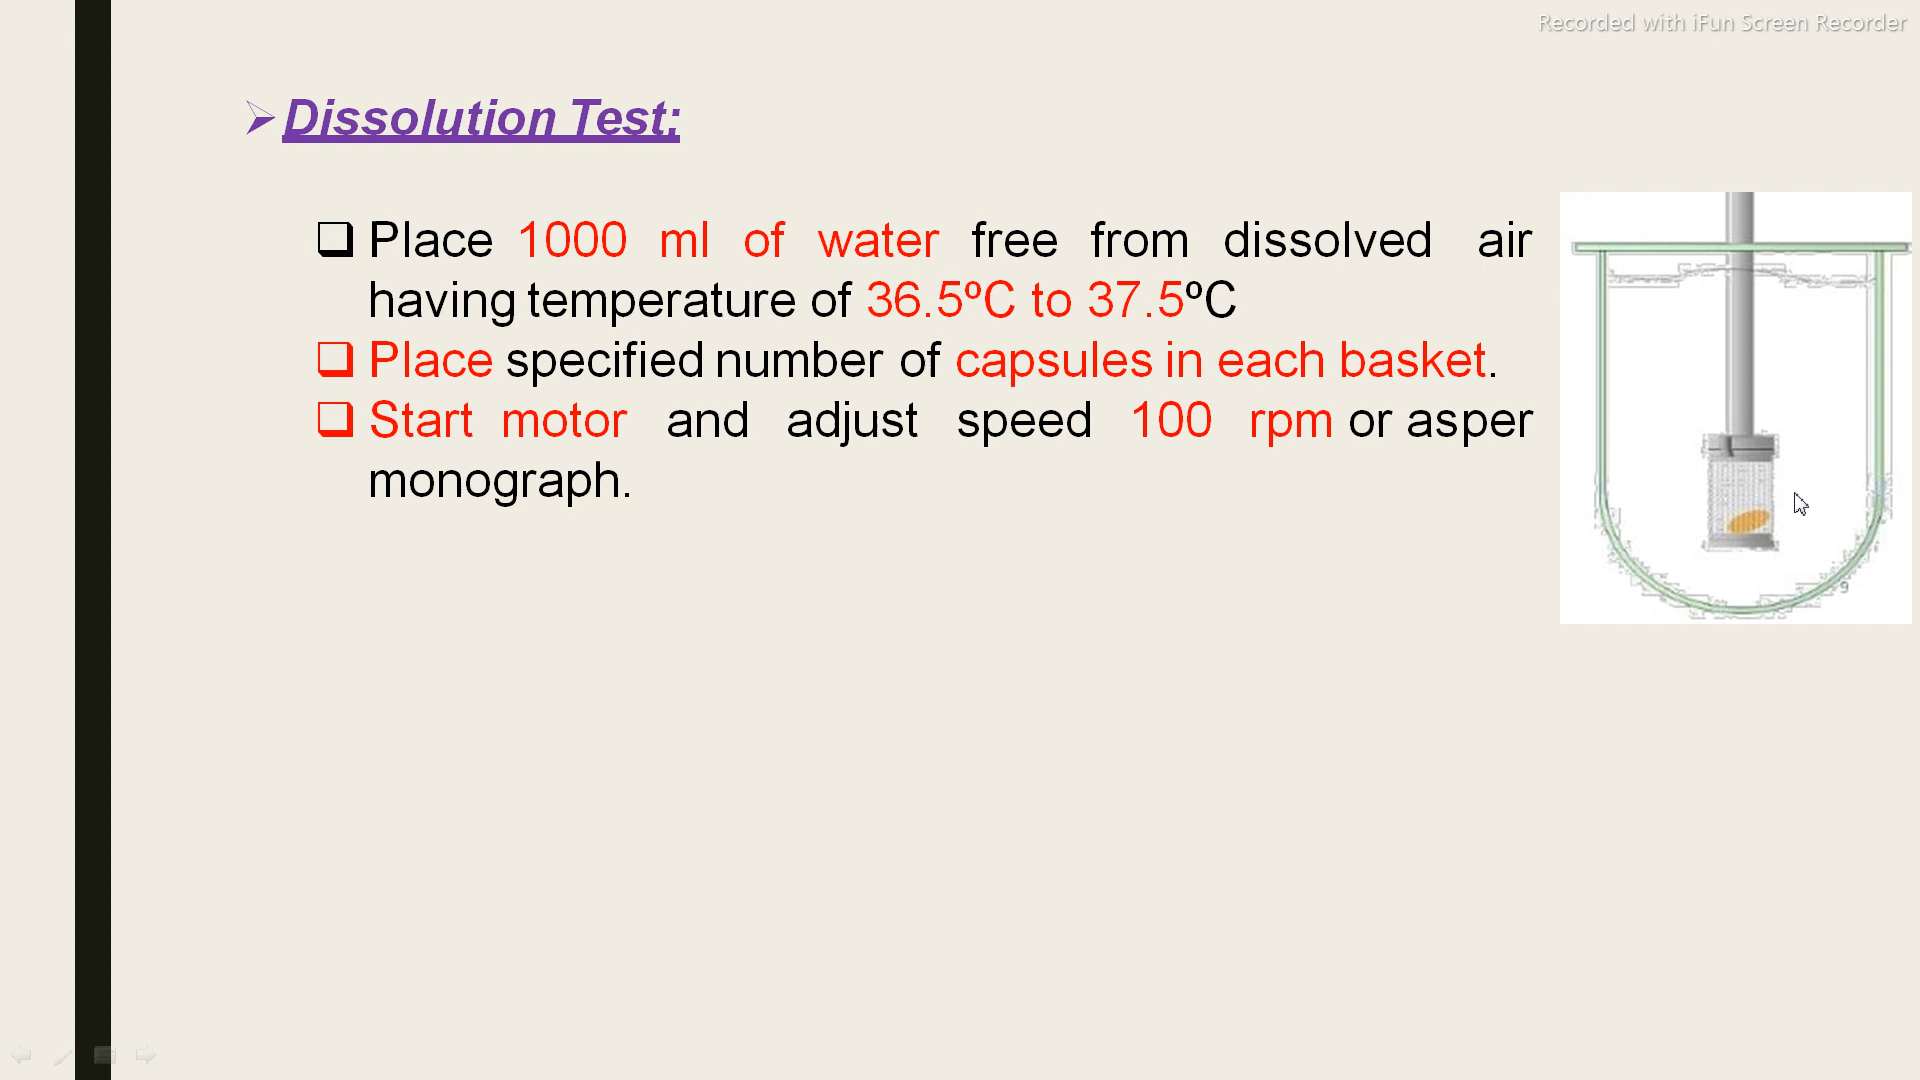 Recorded with iFun Screen Recorder
Dissolution Test:
Place 1000 ml of water free from dissolved air
having temperature of 36.5ºC to 37.5ºC
Place specified number of capsules in each basket.
Start motor and adjust speed 100 rpm or asper
monograph.
9